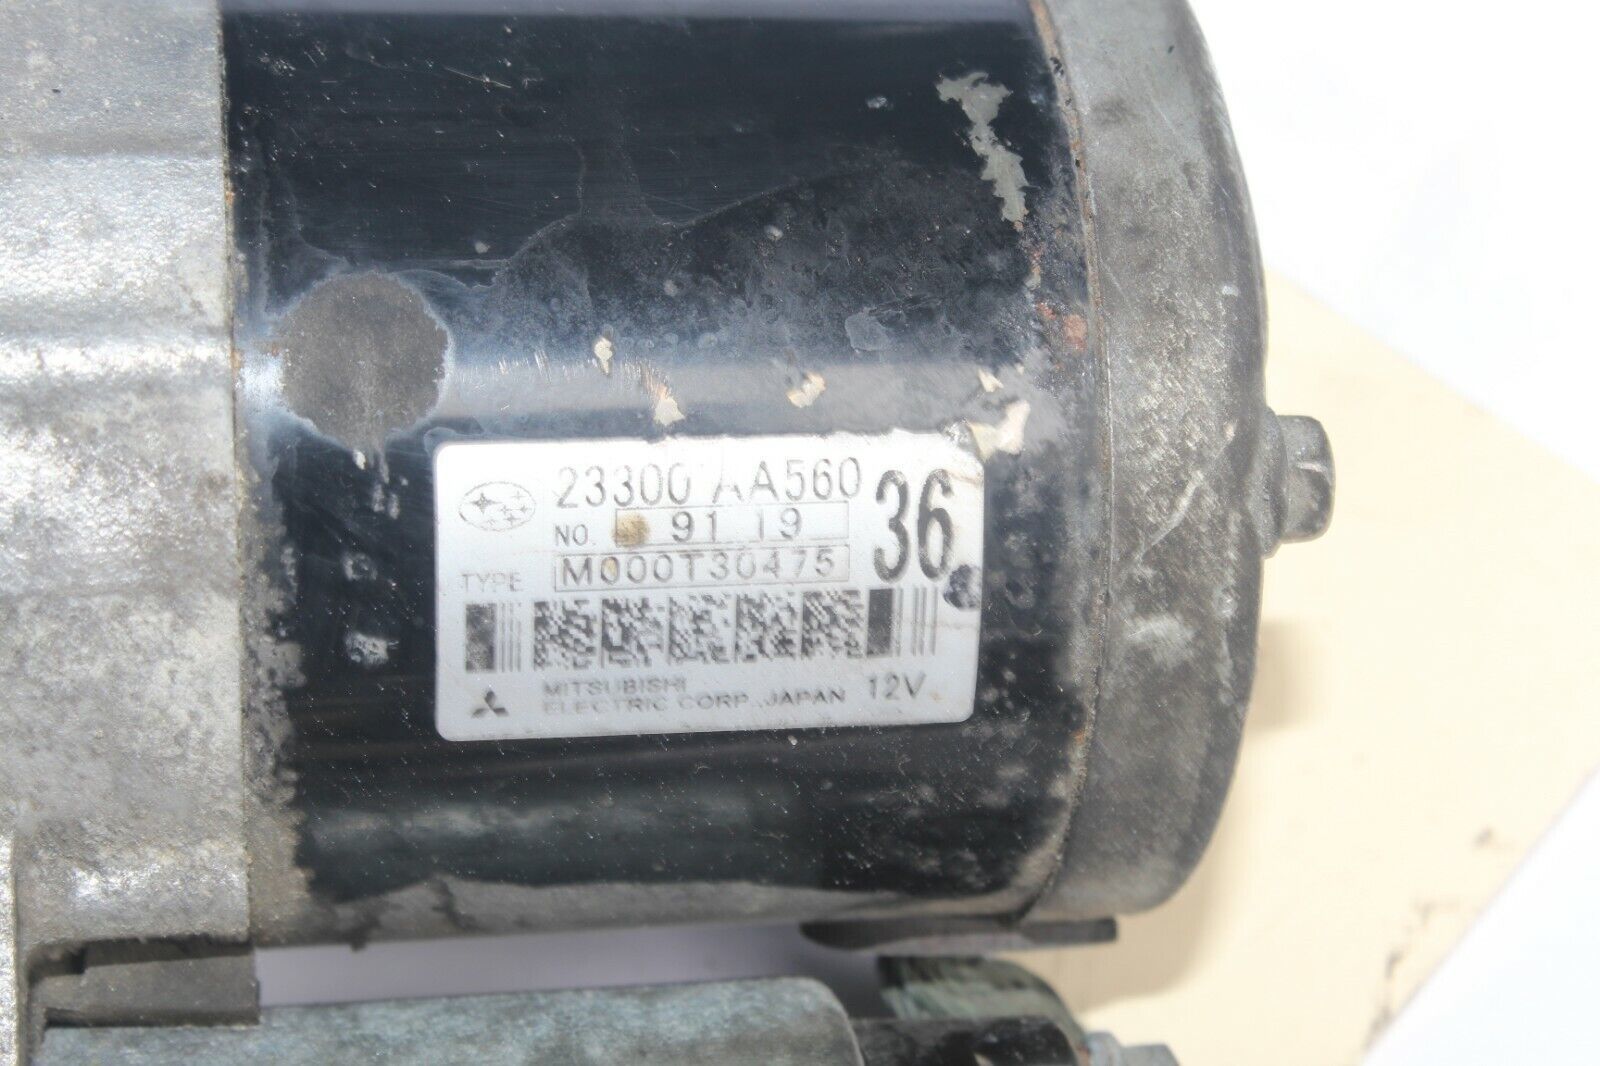 23300 AA560
36
NO. 91 19
TYPE M000T30475
MITSUBISHI
ELECTRIC CORP. JAPAN 12V